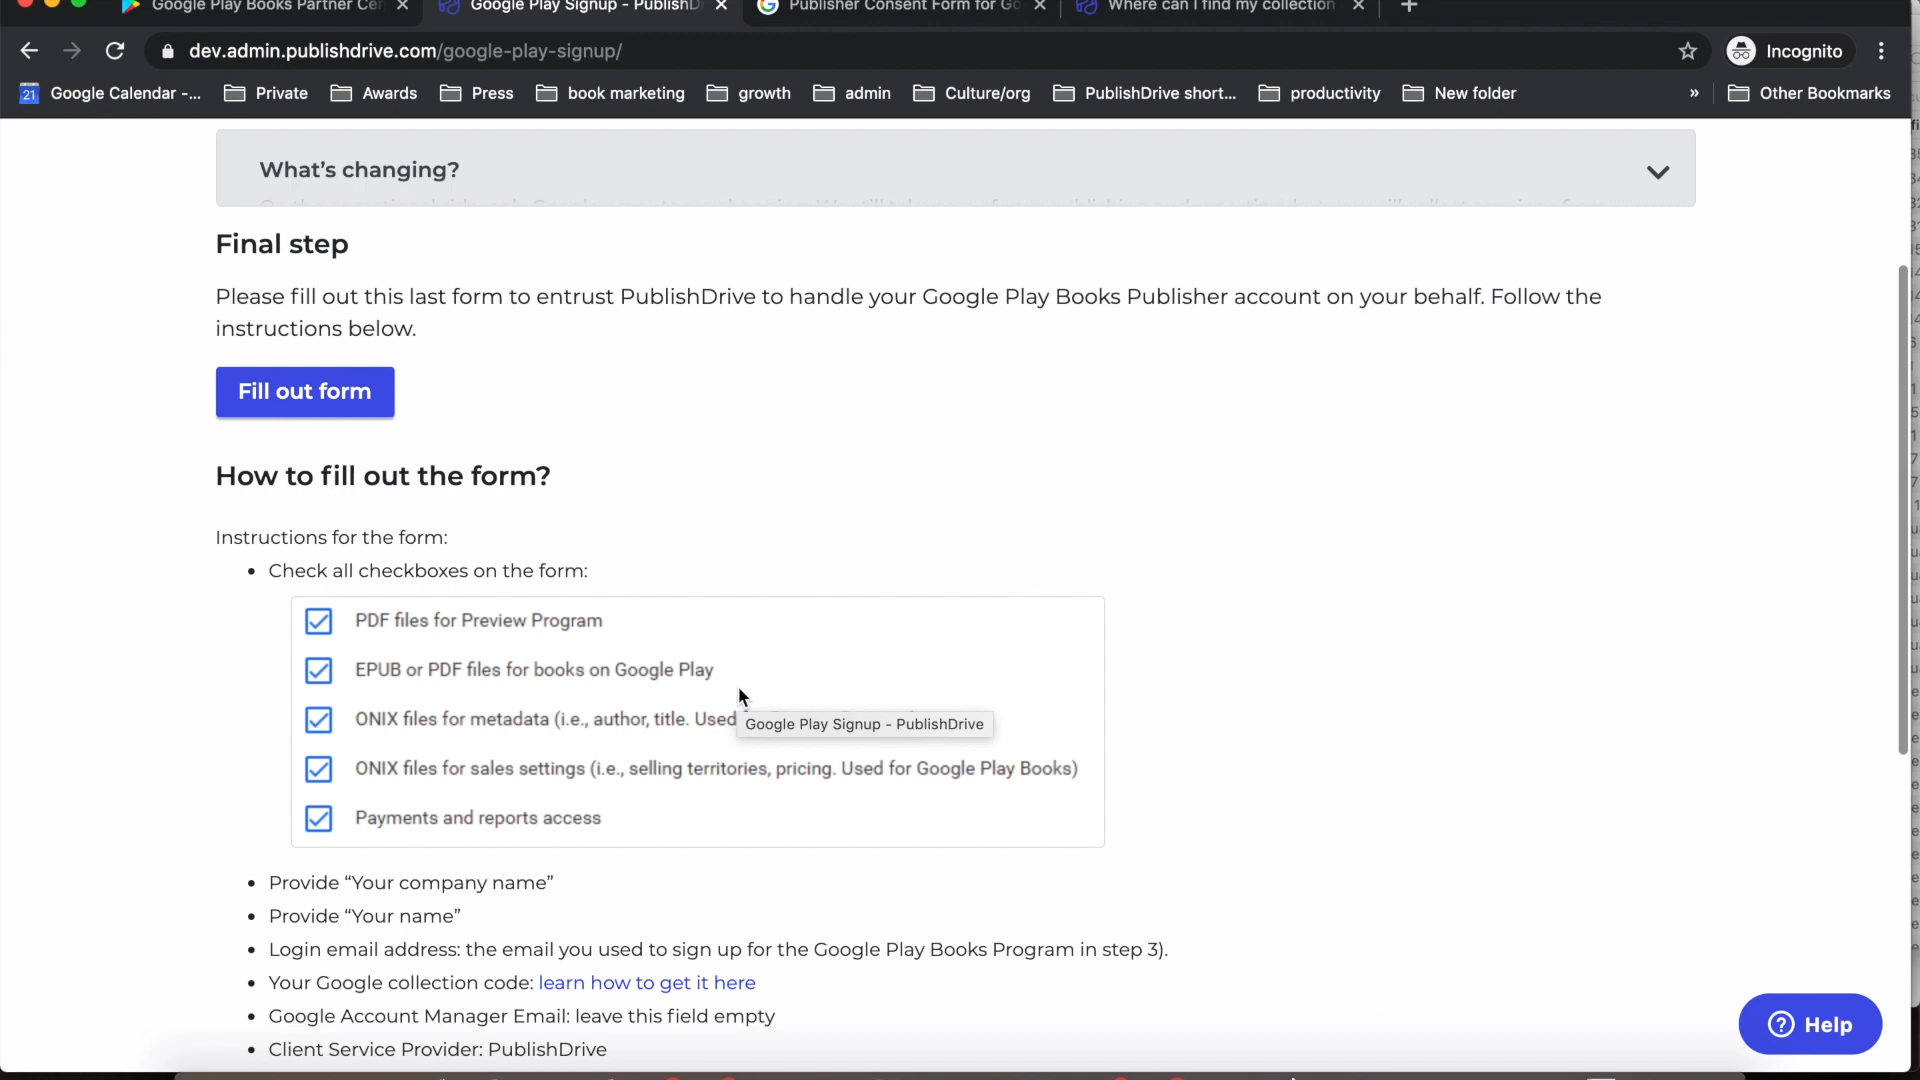 Google Play Books Partner Cen
Google Play Signup - PublishD
Publisher Consent Form for Go
Where can I find my collection
dev.admin.publishdrive.com/google-play-signup/
Incognito
21 Google Calendar -...
Private
Awards
Press
book marketing
growth
admin
Culture/org
PublishDrive short...
productivity
New folder
»
Other Bookmarks
What’s changing?
Final step
Please fill out this last form to entrust PublishDrive to handle your Google Play Books Publisher account on your behalf. Follow the
instructions below.
Fill out form
How to fill out the form?
Instructions for the form:
• Check all checkboxes on the form:
PDF files for Preview Program
EPUB or PDF files for books on Google Play
ONIX files for metadata (i.e., author, title. Used
Google Play Signup - PublishDrive
ONIX files for sales settings (i.e., selling territories, pricing. Used for Google Play Books)
Payments and reports access
• Provide “Your company name”
• Provide “Your name”
• Login email address: the email you used to sign up for the Google Play Books Program in step 3).
• Your Google collection code: learn how to get it here
• Google Account Manager Email: leave this field empty
• Client Service Provider: PublishDrive
Help